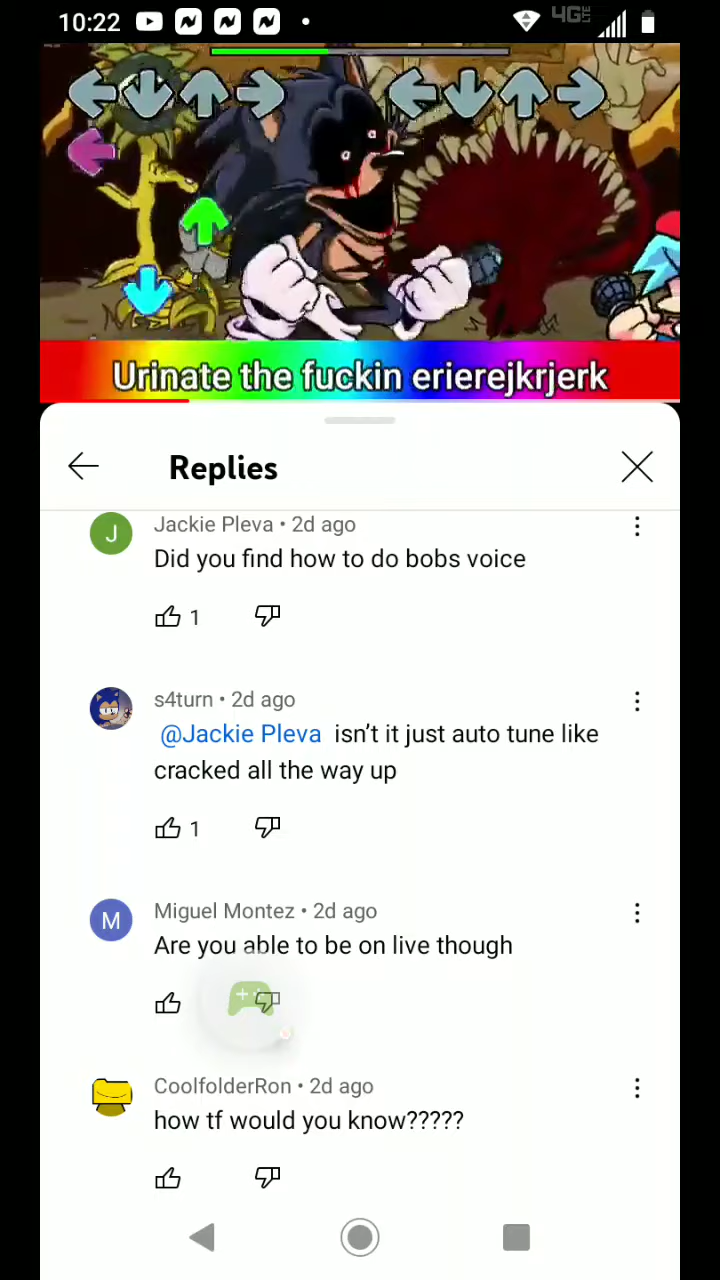 10:22
4G LTE
Urinate the fuckin erierejkrjerk
Replies
J
Jackie Pleva • 2d ago
Did you find how to do bobs voice
1
s4turn • 2d ago
@Jackie Pleva isn’t it just auto tune like
cracked all the way up
1
M
Miguel Montez • 2d ago
Are you able to be on live though
CoolfolderRon • 2d ago
how tf would you know?????